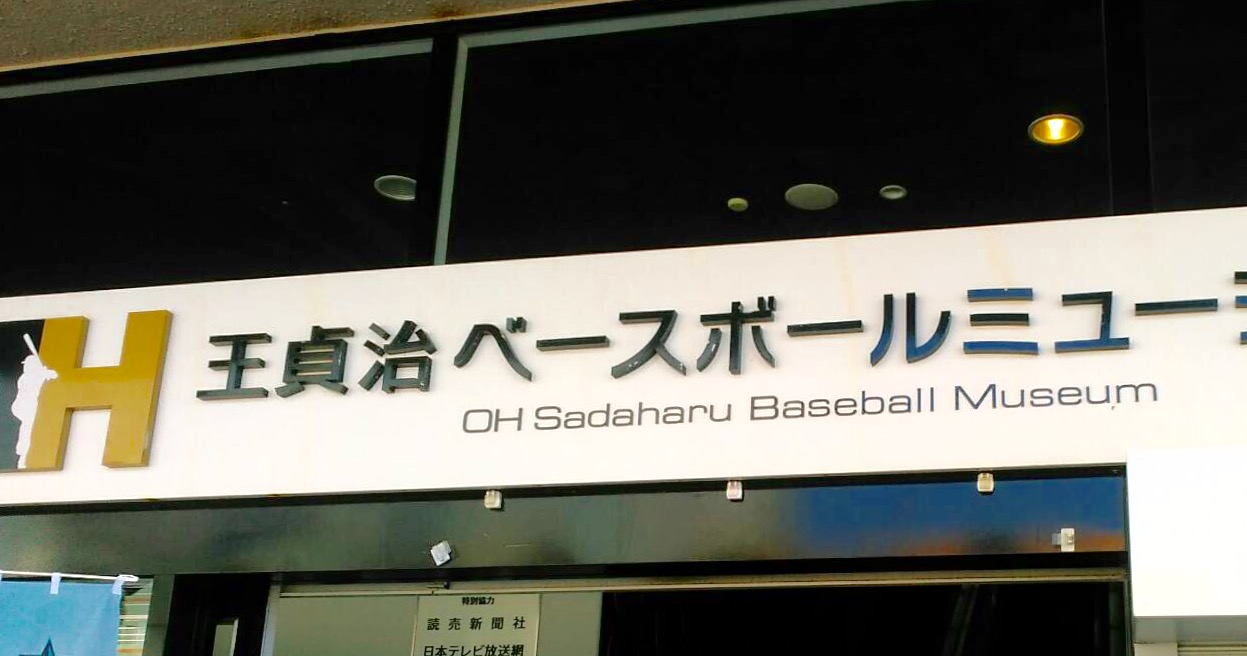 H
王貞治ベースボールミュー
OH Sadaharu Baseball Museum
特別協力
読売新聞社
日本テレビ放送網